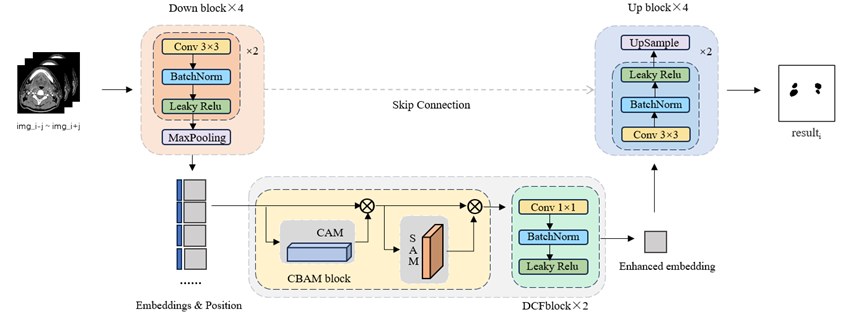 Down block×4
Up block×4
Conv 3×3
×2
BatchNorm
Leaky Relu
MaxPooling
UpSample
×2
Leaky Relu
BatchNorm
Conv 3×3
img_i-j ~ img_i+j
Skip Connection
result_i
CAM
SAM
CBAM block
Conv 1×1
BatchNorm
Leaky Relu
Enhanced embedding
......
Embeddings & Position
DCFblock×2